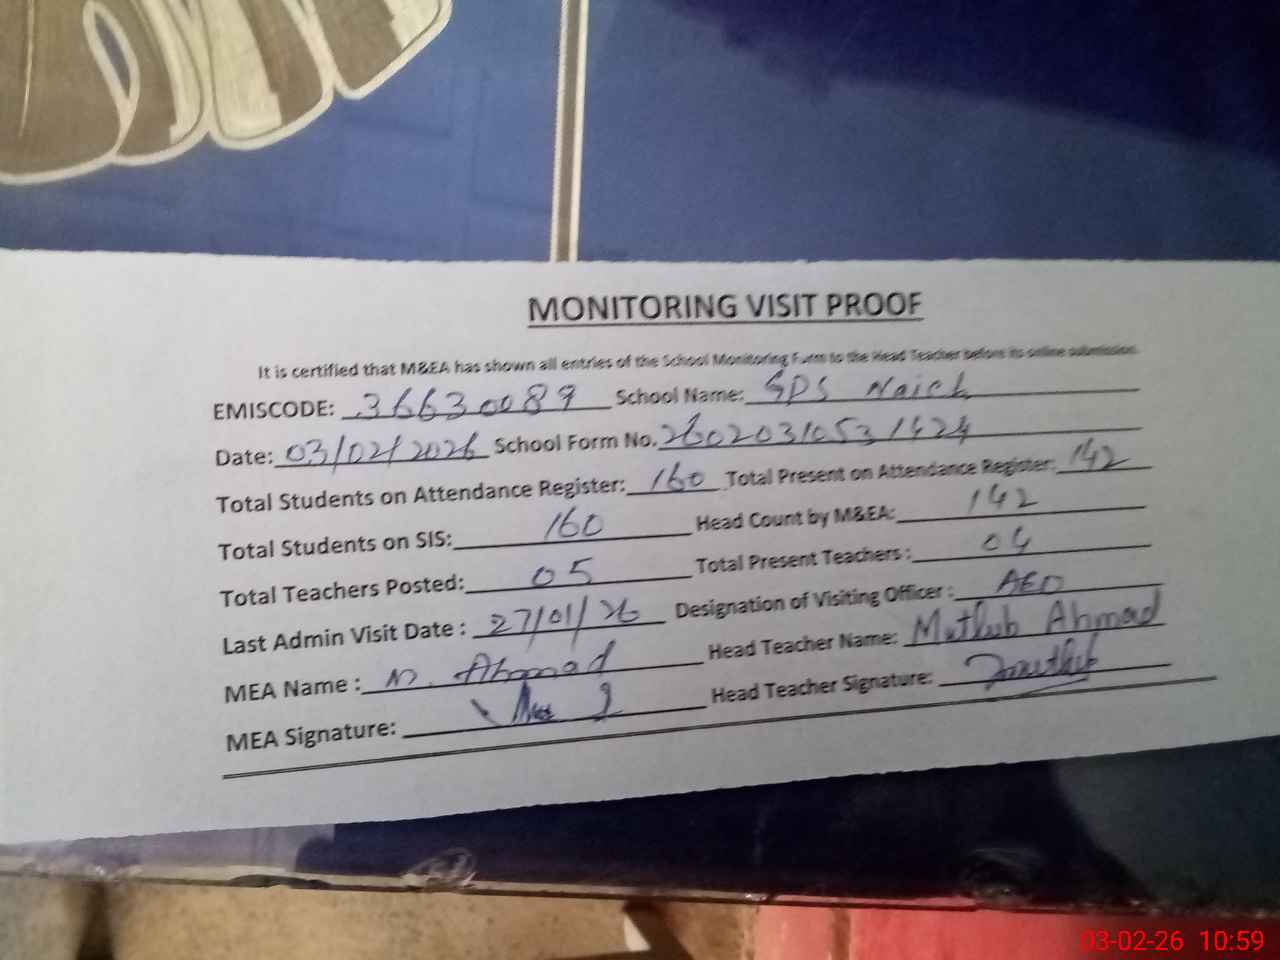 MONITORING VISIT PROOF
It is certified that M&EA has shown all entries of the School Monitoring Form to the Head Teacher before its online submission.
EMISCODE: 36630089 School Name: GPS Naich
Date: 03/02/2026 School Form No. 26020310531424
Total Students on Attendance Register: 160 Total Present on Attendance Register: 142
Total Students on SIS: 160 Head Count by M&EA: 142
Total Teachers Posted: 05 Total Present Teachers : 04
Last Admin Visit Date : 27/01/26 Designation of Visiting Officer : AEO
MEA Name : M. Ahmad Head Teacher Name: Matlub Ahmad
MEA Signature: Head Teacher Signature:
03-02-26 10:59